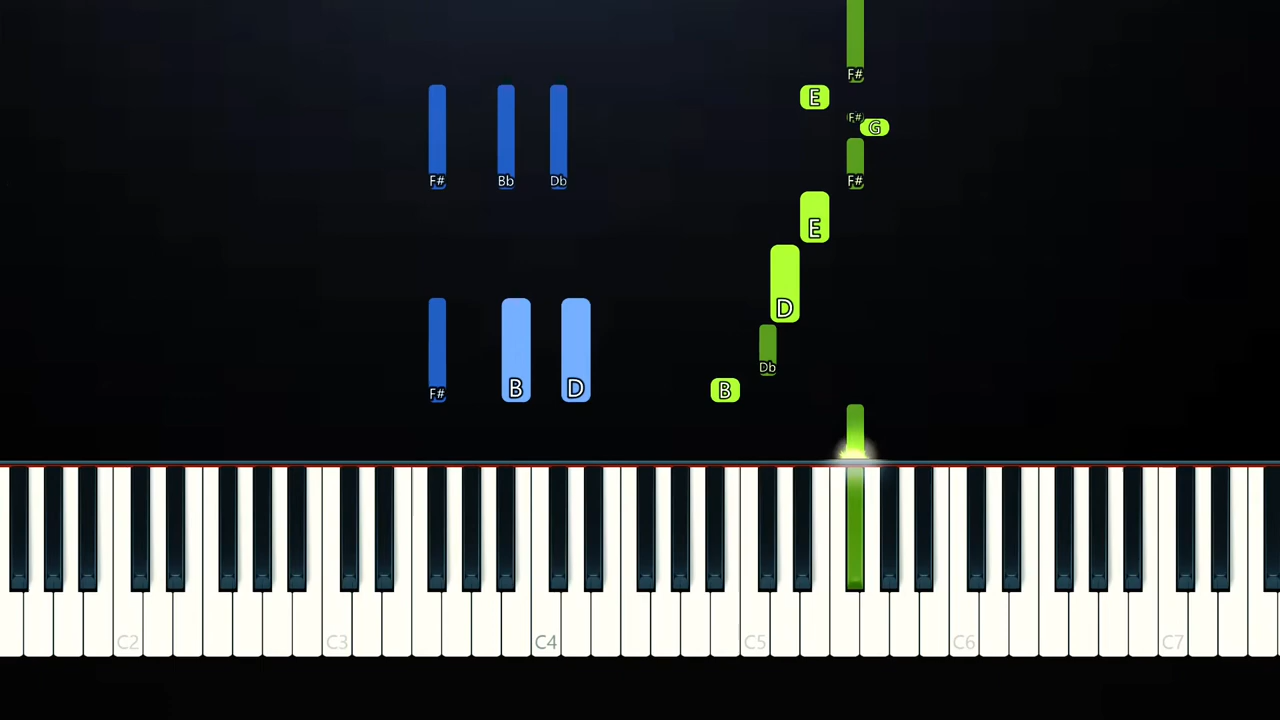 F#
E
F#
G
F# Bb Db F#
E
D
Db
F# B D B
C2 C3 C4 C5 C6 C7